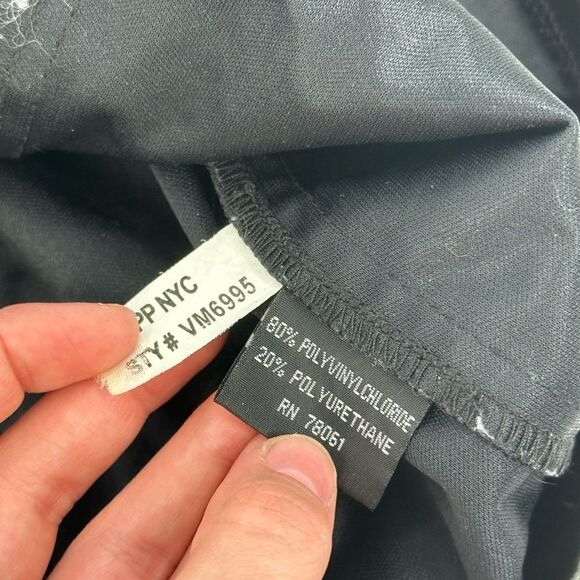 PP NYC
STY# VM6995
80% POLYVINYLCHLORIDE
20% POLYURETHANE
RN 78061